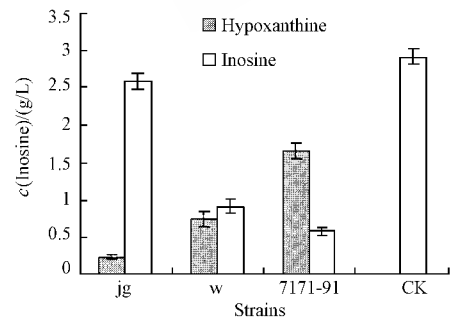 Hypoxanthine
Inosine
c(Inosine)/(g/L)
3.5
3
2.5
2
1.5
1
0.5
0
jg w 7171-91 CK
Strains